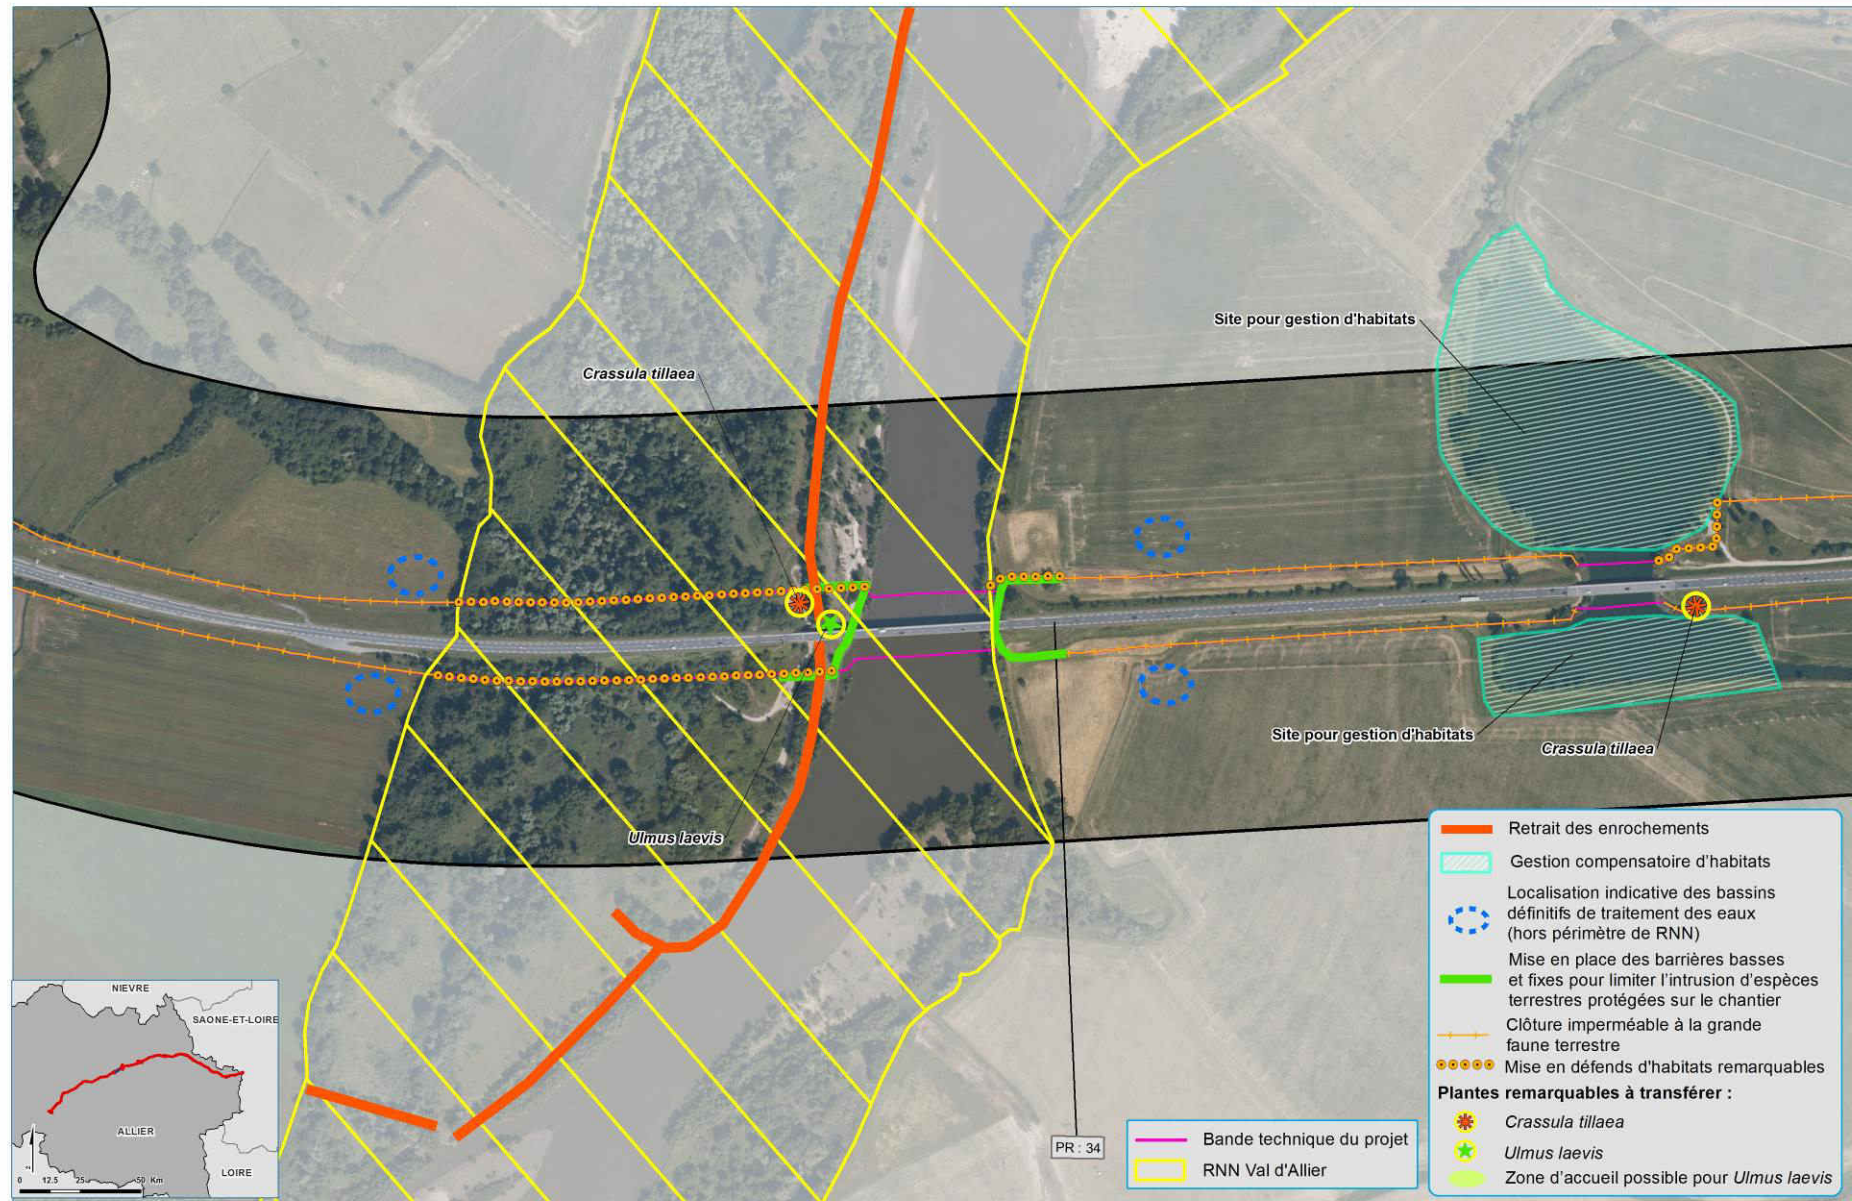 Site pour gestion d'habitats
Crassula tillaea
Site pour gestion d'habitats
Crassula tillaea
Ulmus laevis
PR : 34
Retrait des enrochements
Gestion compensatoire d'habitats
Localisation indicative des bassins
définitifs de traitement des eaux
(hors périmètre de RNN)
Mise en place des barrières basses
et fixes pour limiter l'intrusion d'espèces
terrestres protégées sur le chantier
Clôture imperméable à la grande
faune terrestre
Mise en défends d'habitats remarquables
Plantes remarquables à transférer :
Crassula tillaea
Ulmus laevis
Zone d'accueil possible pour Ulmus laevis
Bande technique du projet
RNN Val d'Allier
NIEVRE
SAONE-ET-LOIRE
ALLIER
LOIRE
0 12.5 25 50 Km